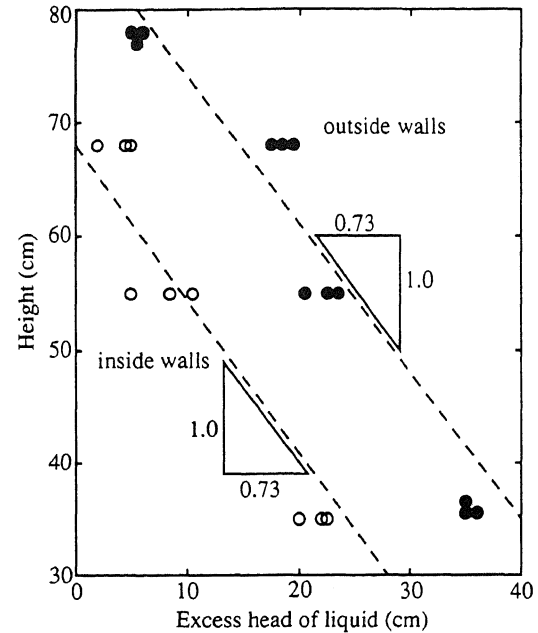 80
70
60
50
40
30
Height (cm)
outside walls
0.73
1.0
inside walls
1.0
0.73
0 10 20 30 40
Excess head of liquid (cm)